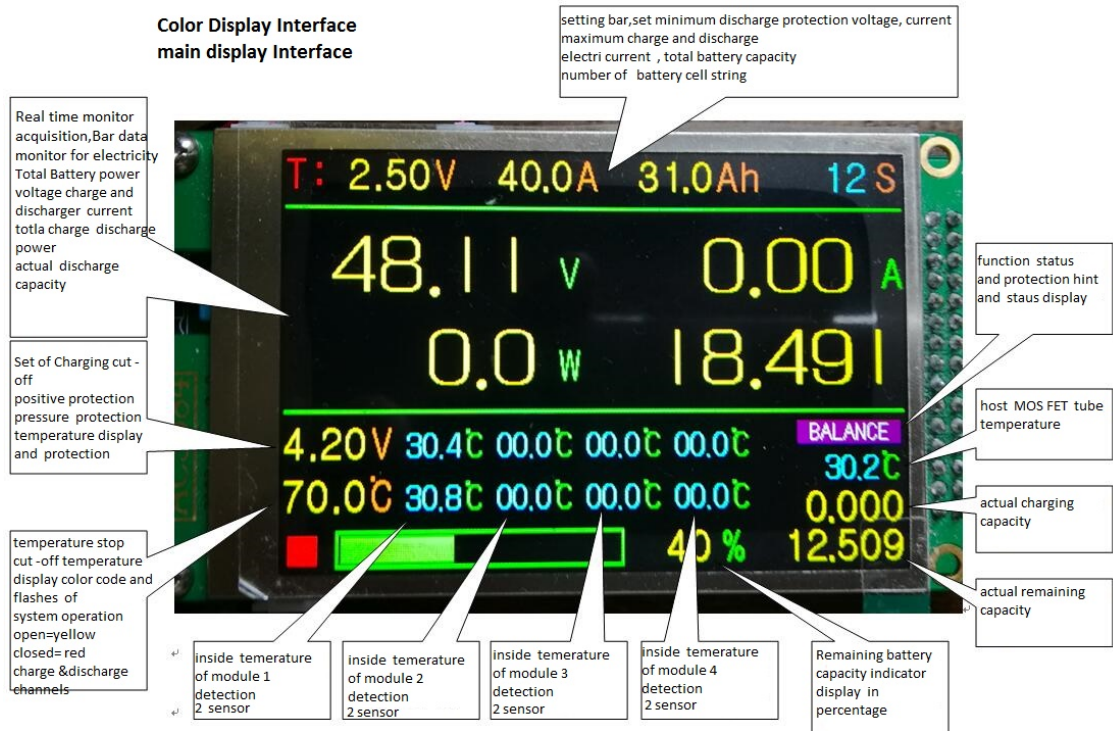 Color Display Interface
main display Interface
setting bar,set minimum discharge protection voltage, current
maximum charge and discharge
electri current , total battery capacity
number of battery cell string
Real time monitor
acquisition,Bar data
monitor for electricity
Total Battery power
voltage charge and
discharger current
totla charge discharge
power
actual discharge
capacity
T: 2.50V 40.0A 31.0Ah 12 S
48.11 V 0.00 A
0.0 W 18.491
function status
and protection hint
and staus display
Set of Charging cut -
off
positive protection
pressure protection
temperature display
and protection
4.20V 30.4℃ 00.0℃ 00.0℃ 00.0℃
BALANCE
30.2℃
70.0℃ 30.8℃ 00.0℃ 00.0℃ 00.0℃
0.000
40 % 12.509
host MOS FET tube
temperature
actual charging
capacity
actual remaining
capacity
temperature stop
cut -off temperature
display color code and
flashes of
system operation
open=yellow
closed= red
charge &discharge
channels
inside temerature
of module 1
detection
2 sensor
inside temerature
of module 2
detection
2 sensor
inside temerature
of module 3
detection
2 sensor
inside temerature
of module 4
detection
2 sensor
Remaining battery
capacity indicator
display in
percentage